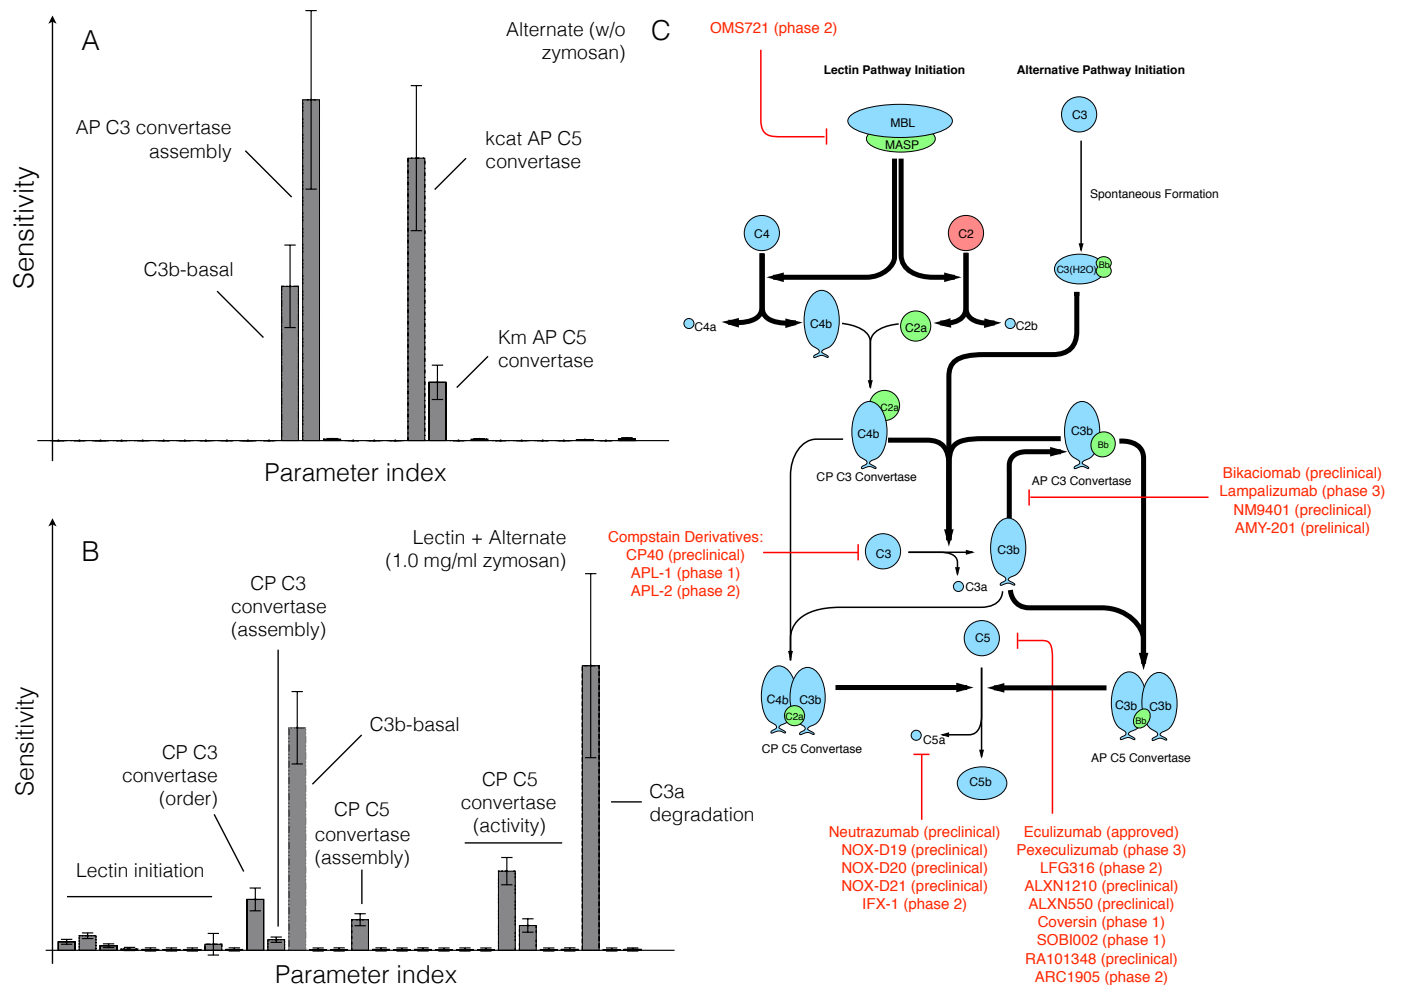 A
Alternate (w/o
zymosan)
Sensitivity
AP C3 convertase
assembly
kcat AP C5
convertase
C3b-basal
Km AP C5
convertase
Parameter index
B
Lectin + Alternate
(1.0 mg/ml zymosan)
Sensitivity
CP C3
convertase
(assembly)
C3b-basal
CP C3
convertase
(order)
CP C5
convertase
(assembly)
CP C5
convertase
(activity)
C3a
degradation
Lectin initiation
Parameter index
C
OMS721 (phase 2)
Lectin Pathway Initiation
Alternative Pathway Initiation
MBL
MASP
C3
Spontaneous Formation
C4
C2
C3(H2O)
Bb
C4a
C4b
C2a
C2b
C2a
C4b
CP C3 Convertase
C3b
Bb
AP C3 Convertase
Bikaciomab (preclinical)
Lampalizumab (phase 3)
NM9401 (preclinical)
AMY-201 (prelinical)
Compstain Derivatives:
CP40 (preclinical)
APL-1 (phase 1)
APL-2 (phase 2)
C3
C3b
C3a
C5
C4b
C3b
C2a
CP C5 Convertase
C3b
C3b
Bb
AP C5 Convertase
C5a
C5b
Neutrazumab (preclinical)
NOX-D19 (preclinical)
NOX-D20 (preclinical)
NOX-D21 (preclinical)
IFX-1 (phase 2)
Eculizumab (approved)
Pexeculizumab (phase 3)
LFG316 (phase 2)
ALXN1210 (preclinical)
ALXN550 (preclinical)
Coversin (phase 1)
SOBI002 (phase 1)
RA101348 (preclinical)
ARC1905 (phase 2)